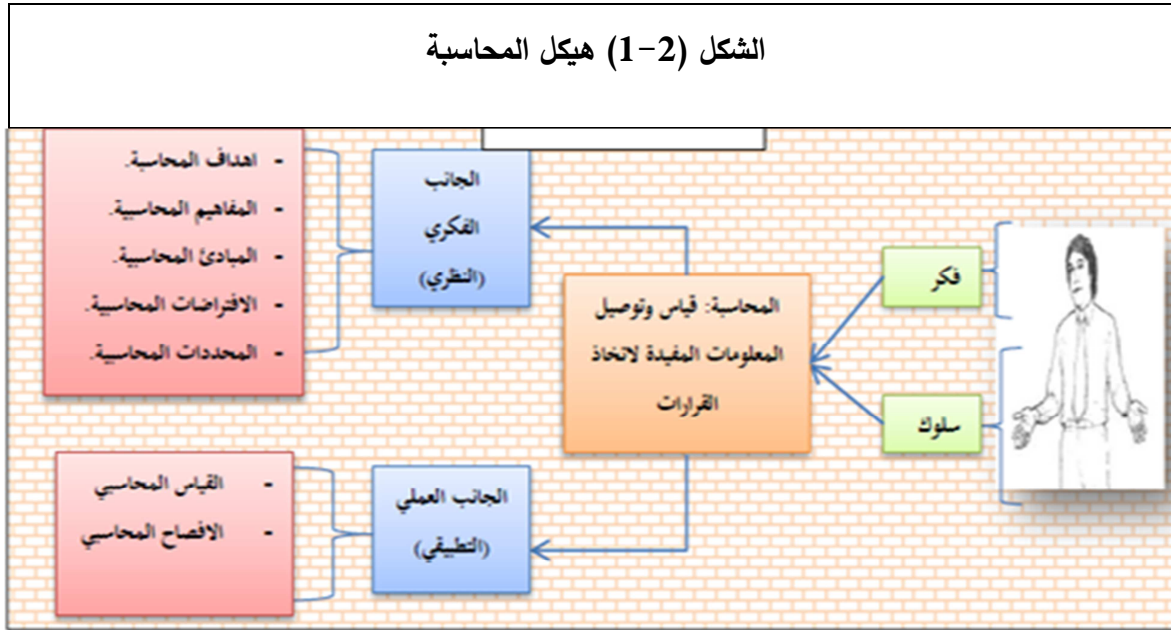 الشكل (2-1) هيكل المحاسبة
فكر
سلوك
المحاسبة: قياس وتوصيل
المعلومات المفيدة لاتخاذ
القرارات
الجانب
الفكري
(النظري)
- اهداف المحاسبة.
- المفاهيم المحاسبية.
- المبادئ المحاسبية.
- الافتراضات المحاسبية.
- المحددات المحاسبية.
الجانب العملي
(التطبيقي)
- القياس المحاسبي
- الافصاح المحاسبي